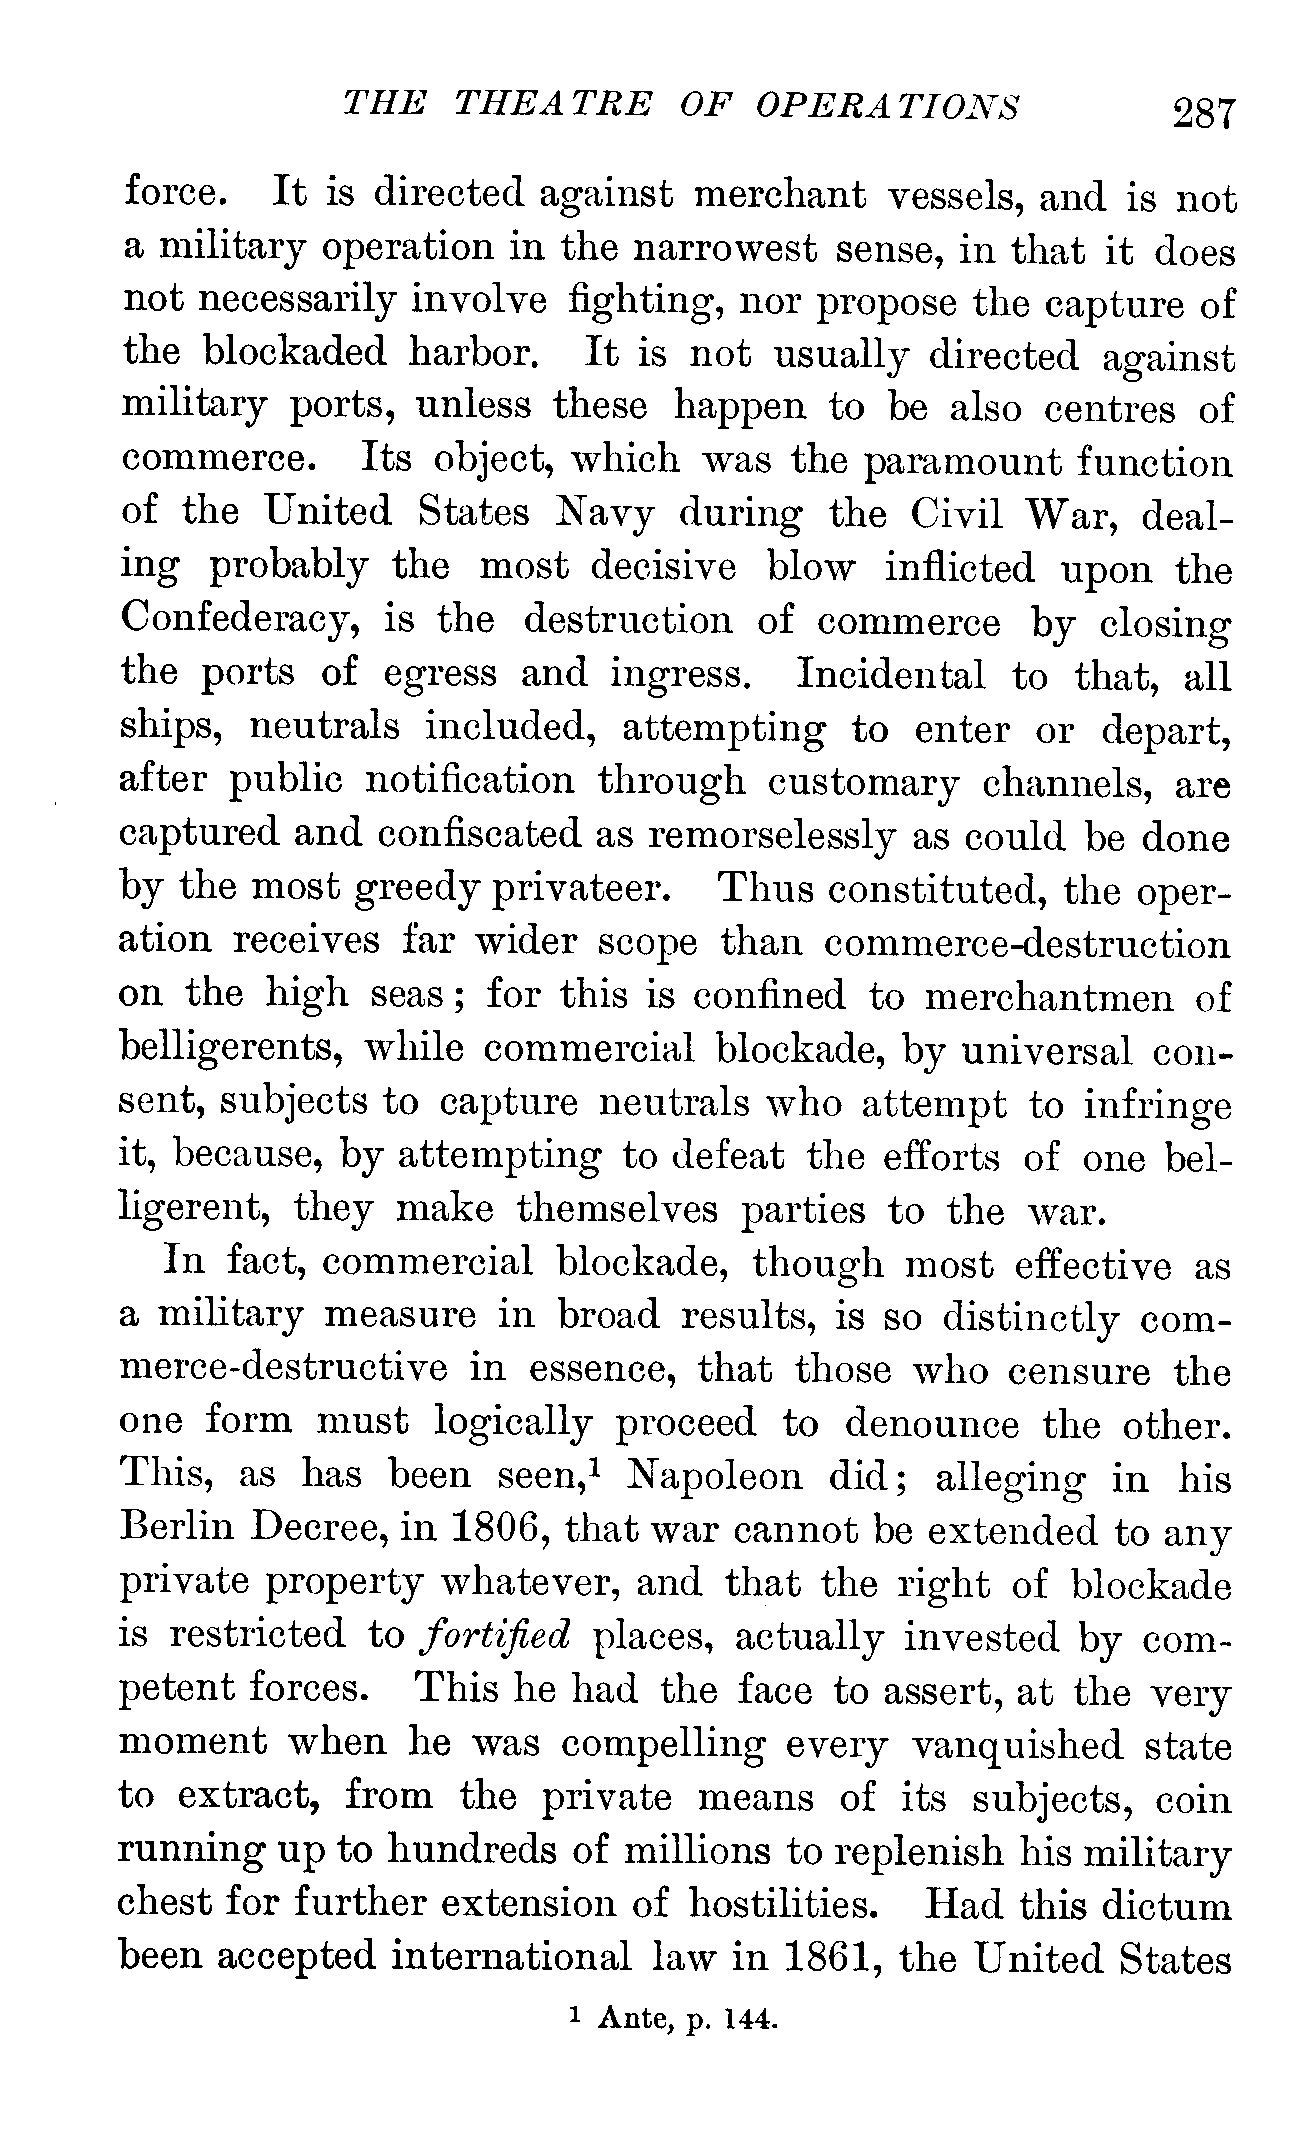 THE THEATRE OF OPERATIONS 287
force. It is directed against merchant vessels, and is not
a military operation in the narrowest sense, in that it does
not necessarily involve fighting, nor propose the capture of
the blockaded harbor. It is not usually directed against
military ports, unless these happen to be also centres of
commerce. Its object, which was the paramount function
of the United States Navy during the Civil War, deal-
ing probably the most decisive blow inflicted upon the
Confederacy, is the destruction of commerce by closing
the ports of egress and ingress. Incidental to that, all
ships, neutrals included, attempting to enter or depart,
after public notification through customary channels, are
captured and confiscated as remorselessly as could be done
by the most greedy privateer. Thus constituted, the oper-
ation receives far wider scope than commerce-destruction
on the high seas; for this is confined to merchantmen of
belligerents, while commercial blockade, by universal con-
sent, subjects to capture neutrals who attempt to infringe
it, because, by attempting to defeat the efforts of one bel-
ligerent, they make themselves parties to the war.
In fact, commercial blockade, though most effective as
a military measure in broad results, is so distinctly com-
merce-destructive in essence, that those who censure the
one form must logically proceed to denounce the other.
This, as has been seen,¹ Napoleon did; alleging in his
Berlin Decree, in 1806, that war cannot be extended to any
private property whatever, and that the right of blockade
is restricted to fortified places, actually invested by com-
petent forces. This he had the face to assert, at the very
moment when he was compelling every vanquished state
to extract, from the private means of its subjects, coin
running up to hundreds of millions to replenish his military
chest for further extension of hostilities. Had this dictum
been accepted international law in 1861, the United States
¹ Ante, p. 144.